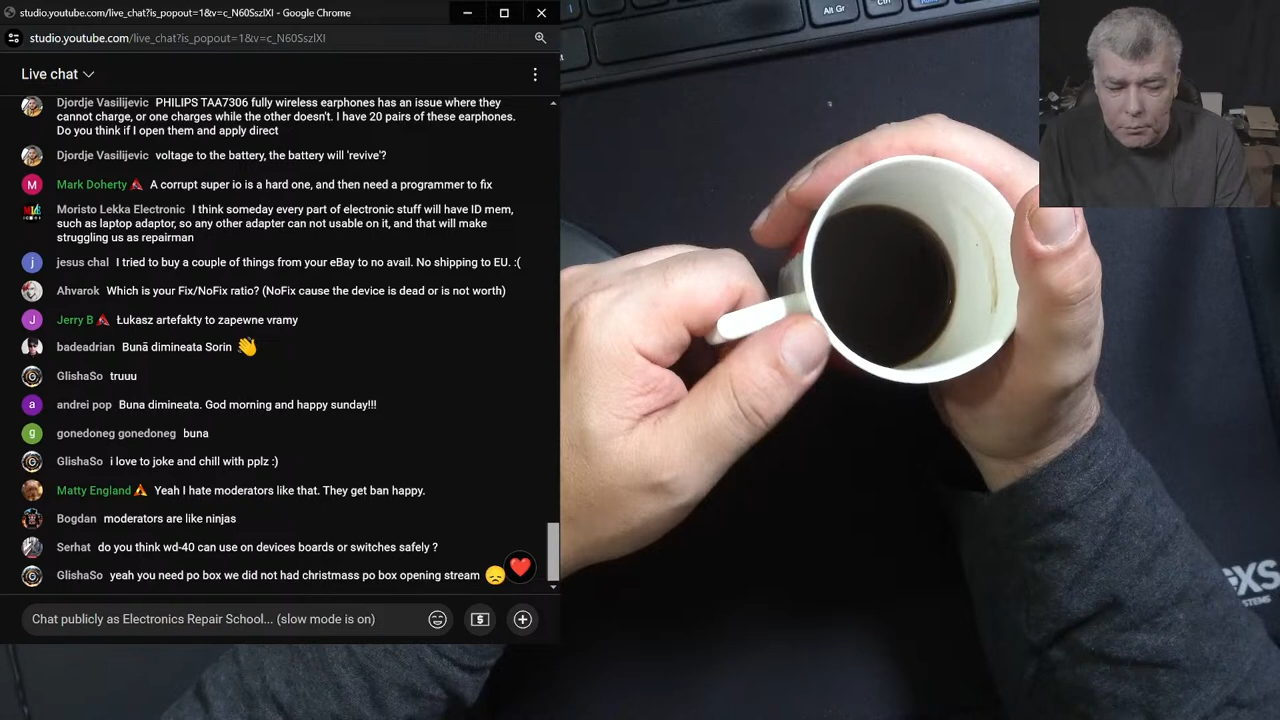 studio.youtube.com/live_chat?is_popout=1&v=c_N60SszlXI - Google Chrome
studio.youtube.com/live_chat?is_popout=1&v=c_N60SszlXI
Live chat
Djordje Vasilijevic PHILIPS TAA7306 fully wireless earphones has an issue where they
cannot charge, or one charges while the other doesn't. I have 20 pairs of these earphones.
Do you think if I open them and apply direct
Djordje Vasilijevic voltage to the battery, the battery will 'revive'?
Mark Doherty A corrupt super io is a hard one, and then need a programmer to fix
Moristo Lekka Electronic I think someday every part of electronic stuff will have ID mem,
such as laptop adaptor, so any other adapter can not usable on it, and that will make
struggling us as repairman
jesus chal I tried to buy a couple of things from your eBay to no avail. No shipping to EU. :(
Ahvarok Which is your Fix/NoFix ratio? (NoFix cause the device is dead or is not worth)
Jerry B Łukasz artefakty to zapewne vramy
badeadrian Bună dimineata Sorin 👋
GlishaSo truuu
andrei pop Buna dimineata. God morning and happy sunday!!!
gonedoneg gonedoneg buna
GlishaSo i love to joke and chill with pplz :)
Matty England Yeah I hate moderators like that. They get ban happy.
Bogdan moderators are like ninjas
Serhat do you think wd-40 can use on devices boards or switches safely ?
GlishaSo yeah you need po box we did not had christmass po box opening stream 😞
Chat publicly as Electronics Repair School... (slow mode is on)
Alt Gr
Ctrl